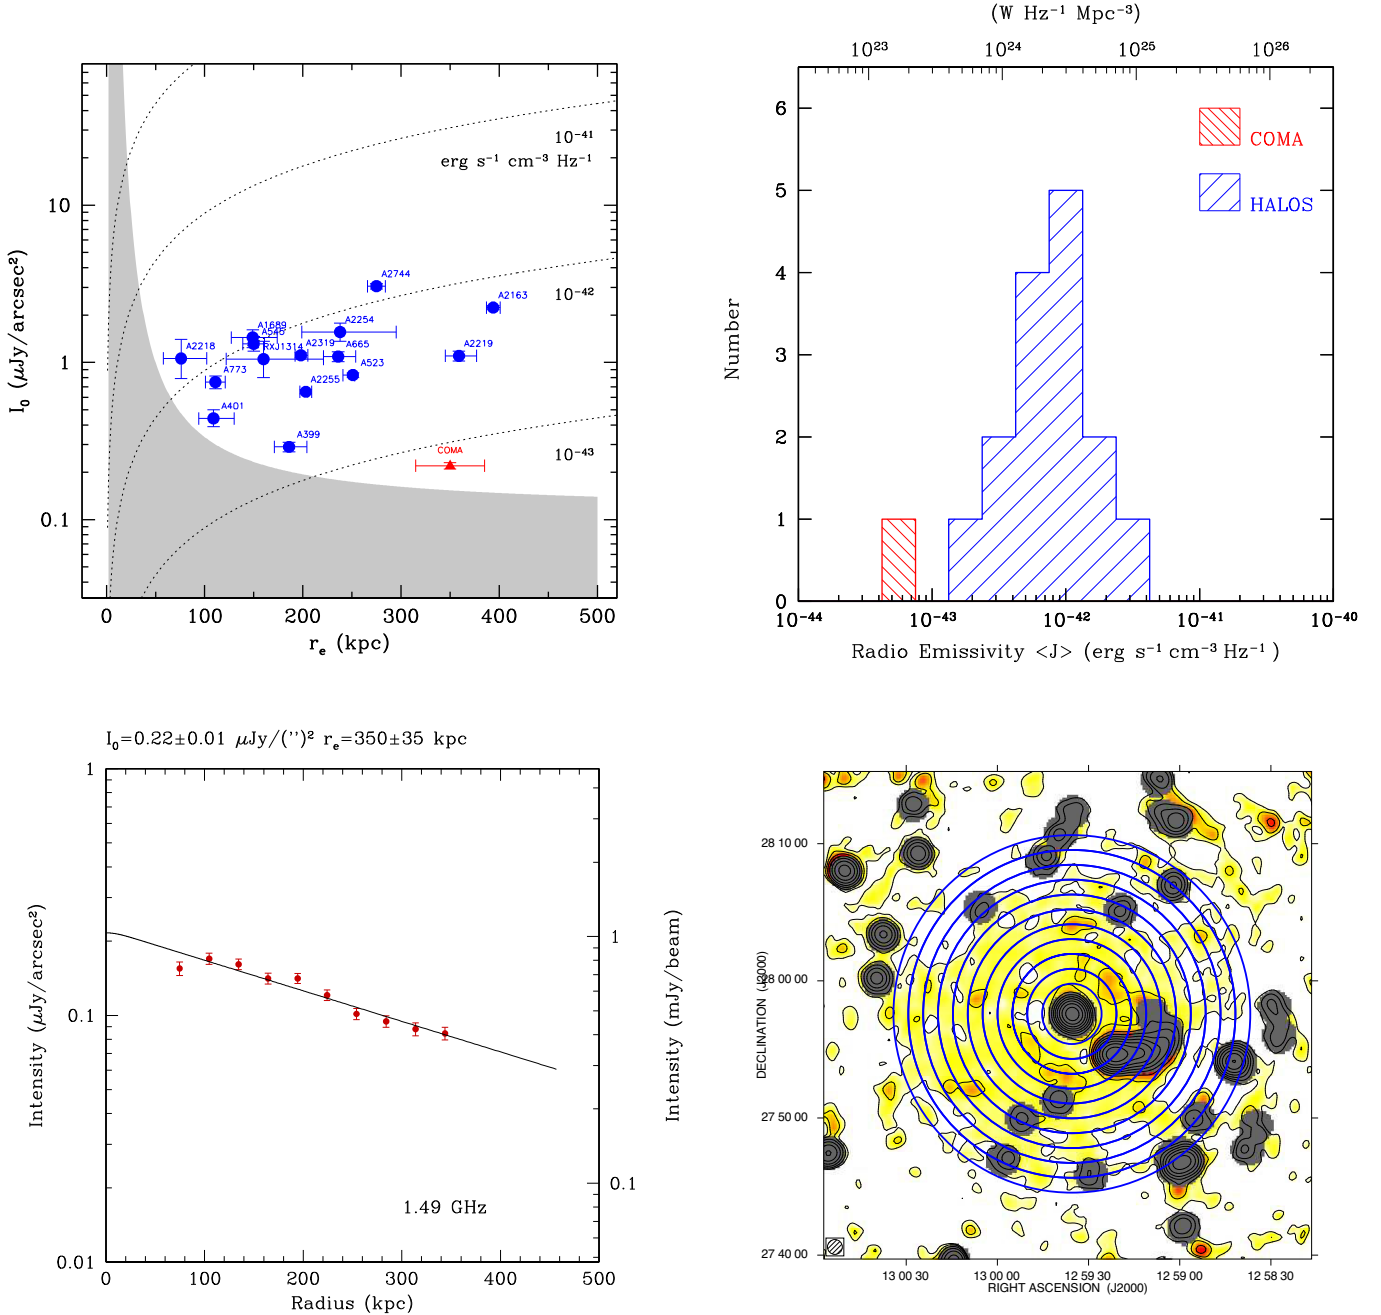 10⁻⁴¹
erg s⁻¹ cm⁻³ Hz⁻¹
10⁻⁴²
10⁻⁴³
A2744
A2163
A1689
A545
A2254
A2218
RXJ1314
A2319
A665
A2219
A773
A523
A2255
A401
A399
COMA
10
1
0.1
I₀ (μJy/arcsec²)
0 100 200 300 400 500
rₑ (kpc)
(W Hz⁻¹ Mpc⁻³)
10²³ 10²⁴ 10²⁵ 10²⁶
COMA
HALOS
6
5
4
3
2
1
0
Number
10⁻⁴⁴ 10⁻⁴³ 10⁻⁴² 10⁻⁴¹ 10⁻⁴⁰
Radio Emissivity <J> (erg s⁻¹ cm⁻³ Hz⁻¹ )
I₀=0.22±0.01 μJy/(")² rₑ=350±35 kpc
1
0.1
0.01
Intensity (μJy/arcsec²)
1
0.1
Intensity (mJy/beam)
1.49 GHz
0 100 200 300 400 500
Radius (kpc)
28 10 00
28 00 00
27 50 00
27 40 00
DECLINATION (J2000)
13 00 30 13 00 00 12 59 30 12 59 00 12 58 30
RIGHT ASCENSION (J2000)